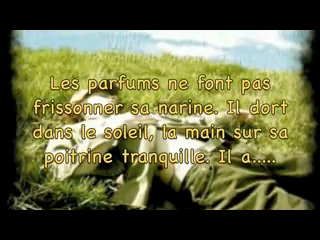 Les parfums ne font pas
frissonner sa narine. Il dort
dans le soleil, la main sur sa
poitrine tranquille. Il a.....